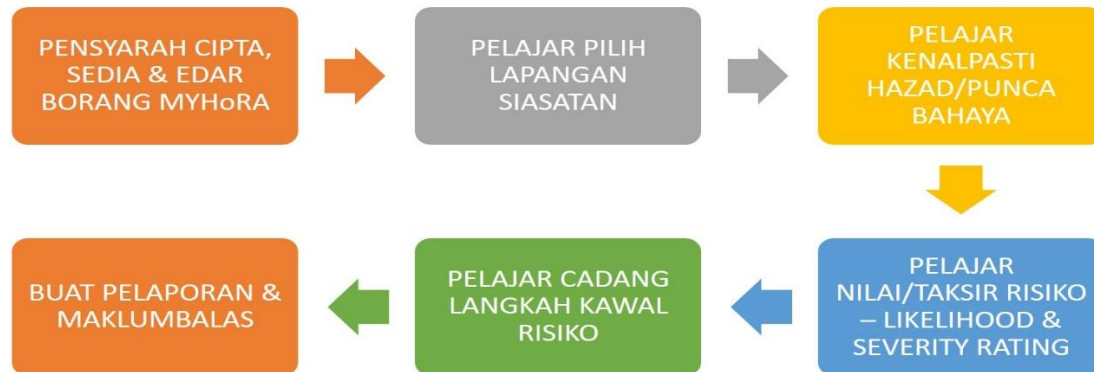 PENSYARAH CIPTA,
SEDIA & EDAR
BORANG MYHoRA
PELAJAR PILIH
LAPANGAN
SIASATAN
PELAJAR
KENALPASTI
HAZAD/PUNCA
BAHAYA
PELAJAR
NILAI/TAKSIR RISIKO
– LIKELIHOOD &
SEVERITY RATING
PELAJAR CADANG
LANGKAH KAWAL
RISIKO
BUAT PELAPORAN &
MAKLUMBALAS